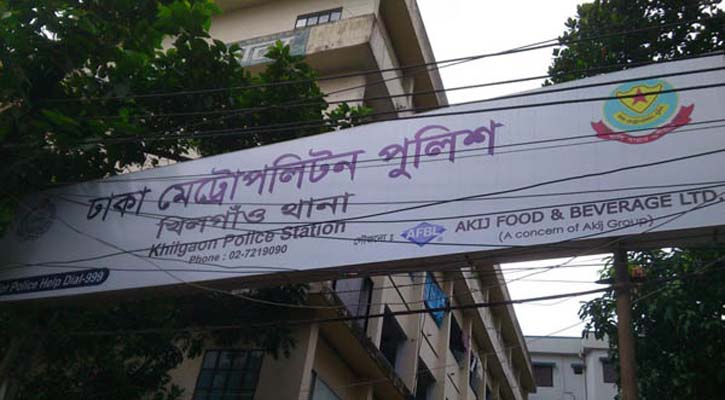 ঢাকা মেট্রোপলিটন পুলিশ
খিলগাঁও থানা
Khilgaon Police Station
Phone : 02-7219090
সৌজন্যে :
AFBL
AKIJ FOOD & BEVERAGE LTD.
(A concern of Akij Group)
Police Help Dial-999